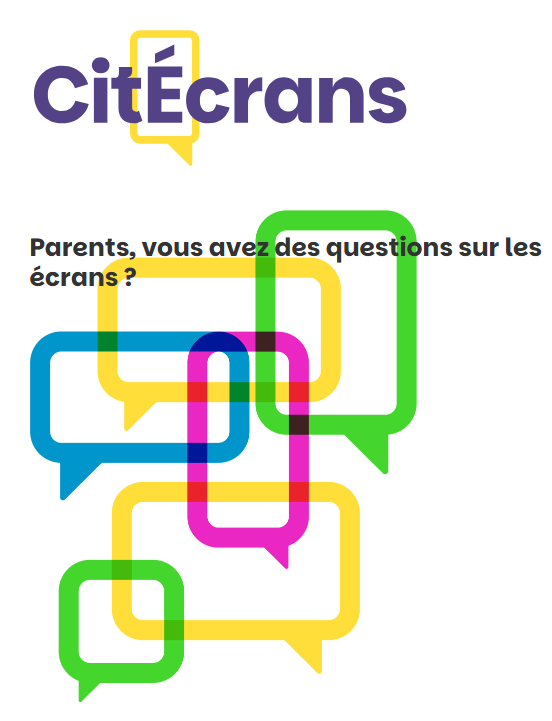 CitÉcrans
Parents, vous avez des questions sur les
écrans ?